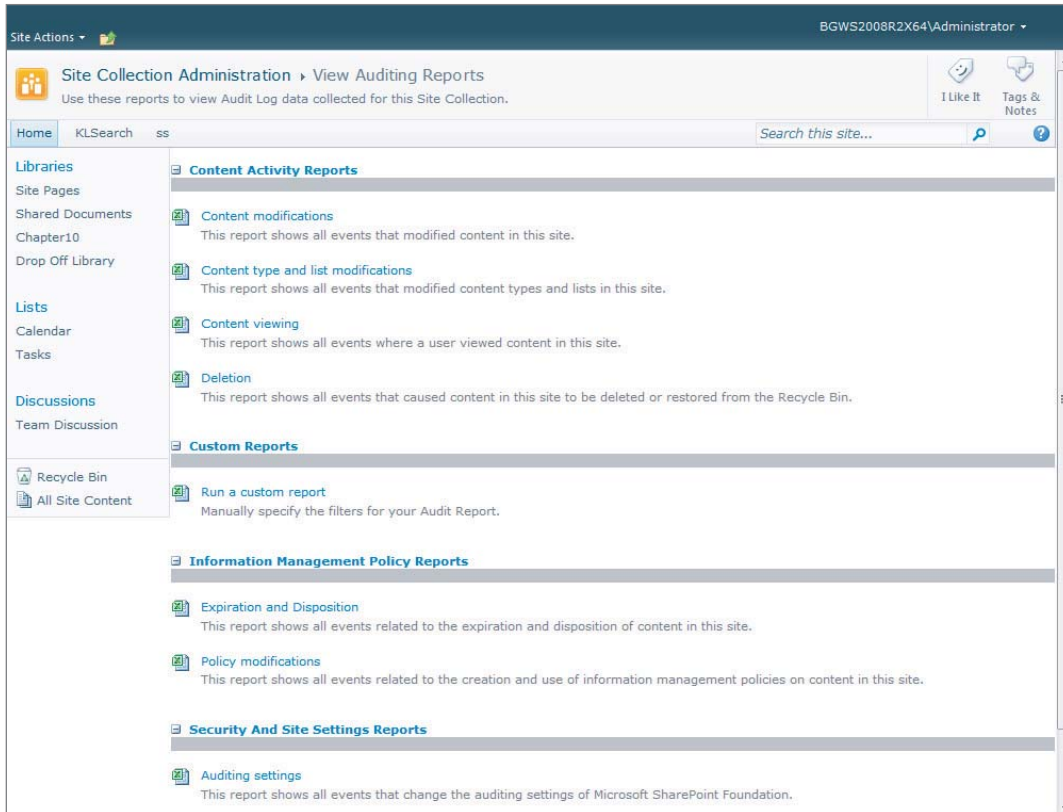 BGWS2008R2X64\Administrator
Site Actions
Site Collection Administration View Auditing Reports
Use these reports to view Audit Log data collected for this Site Collection.
I Like It
Tags &
Notes
Home KLSearch ss
Search this site...
Libraries
Site Pages
Shared Documents
Chapter10
Drop Off Library
Lists
Calendar
Tasks
Discussions
Team Discussion
Recycle Bin
All Site Content
Content Activity Reports
Content modifications
This report shows all events that modified content in this site.
Content type and list modifications
This report shows all events that modified content types and lists in this site.
Content viewing
This report shows all events where a user viewed content in this site.
Deletion
This report shows all events that caused content in this site to be deleted or restored from the Recycle Bin.
Custom Reports
Run a custom report
Manually specify the filters for your Audit Report.
Information Management Policy Reports
Expiration and Disposition
This report shows all events related to the expiration and disposition of content in this site.
Policy modifications
This report shows all events related to the creation and use of information management policies on content in this site.
Security And Site Settings Reports
Auditing settings
This report shows all events that change the auditing settings of Microsoft SharePoint Foundation.